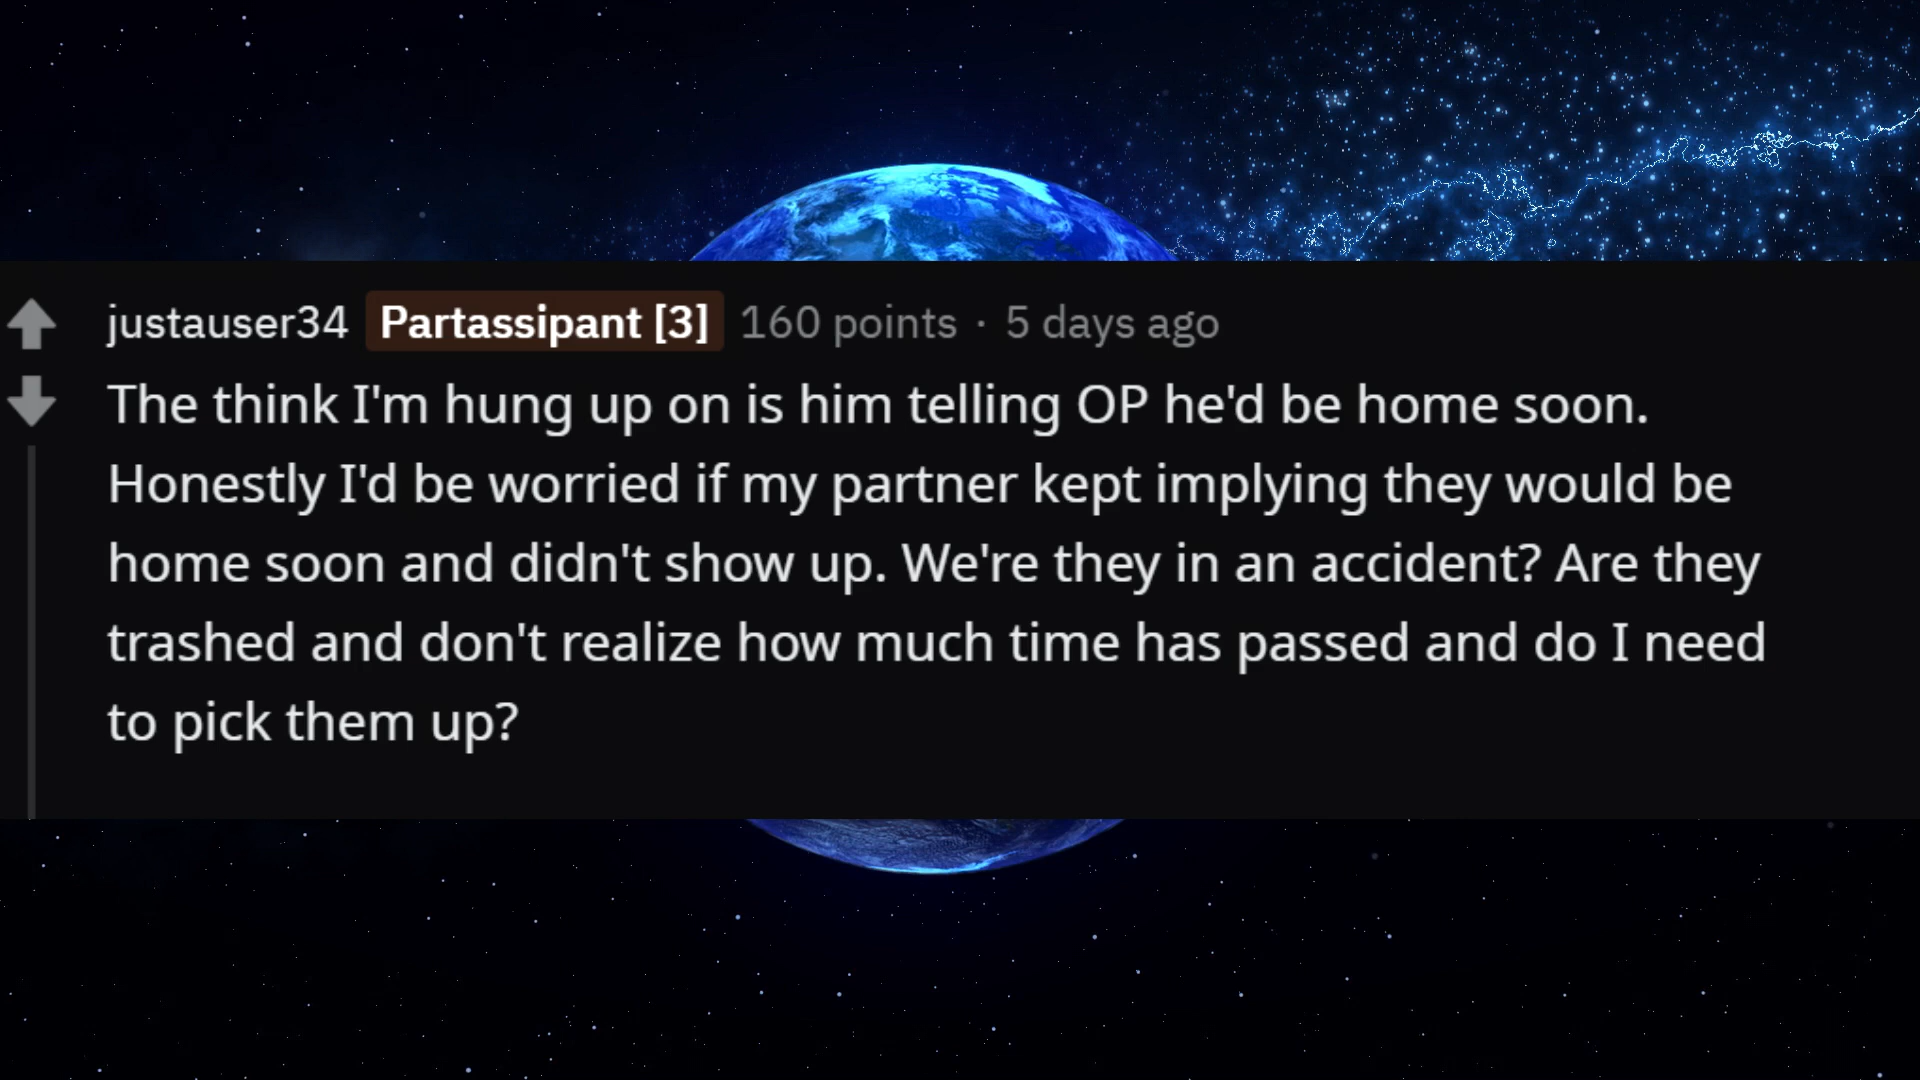 justauser34 Partassipant [3] 160 points · 5 days ago
The think I'm hung up on is him telling OP he'd be home soon.
Honestly I'd be worried if my partner kept implying they would be
home soon and didn't show up. We're they in an accident? Are they
trashed and don't realize how much time has passed and do I need
to pick them up?